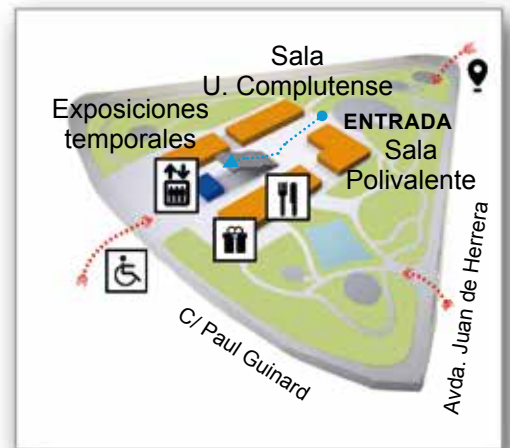 Sala
U. Complutense
Exposiciones
temporales
ENTRADA
Sala
Polivalente
C/ Paul Guinard
Avda. Juan de Herrera